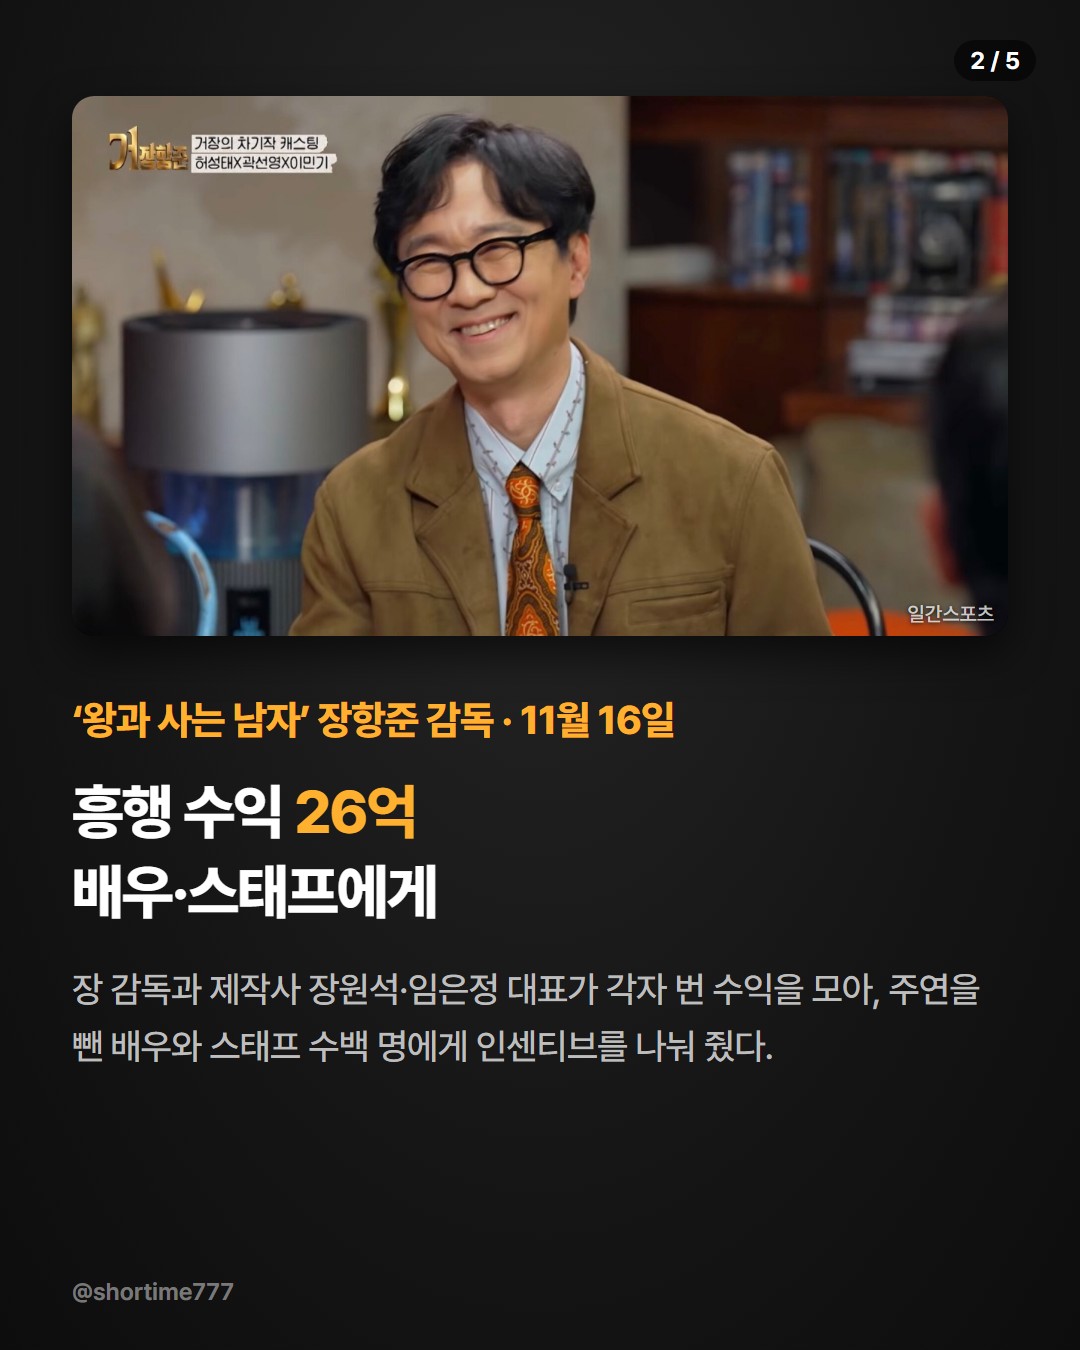 2 / 5
거장항준
거장의 차기작 캐스팅
허성태X곽선영X이민기
일간스포츠
‘왕과 사는 남자’ 장항준 감독 · 11월 16일
흥행 수익 26억
배우·스태프에게
장 감독과 제작사 장원석·임은정 대표가 각자 번 수익을 모아, 주연을
뺀 배우와 스태프 수백 명에게 인센티브를 나눠 줬다.
@shortime777